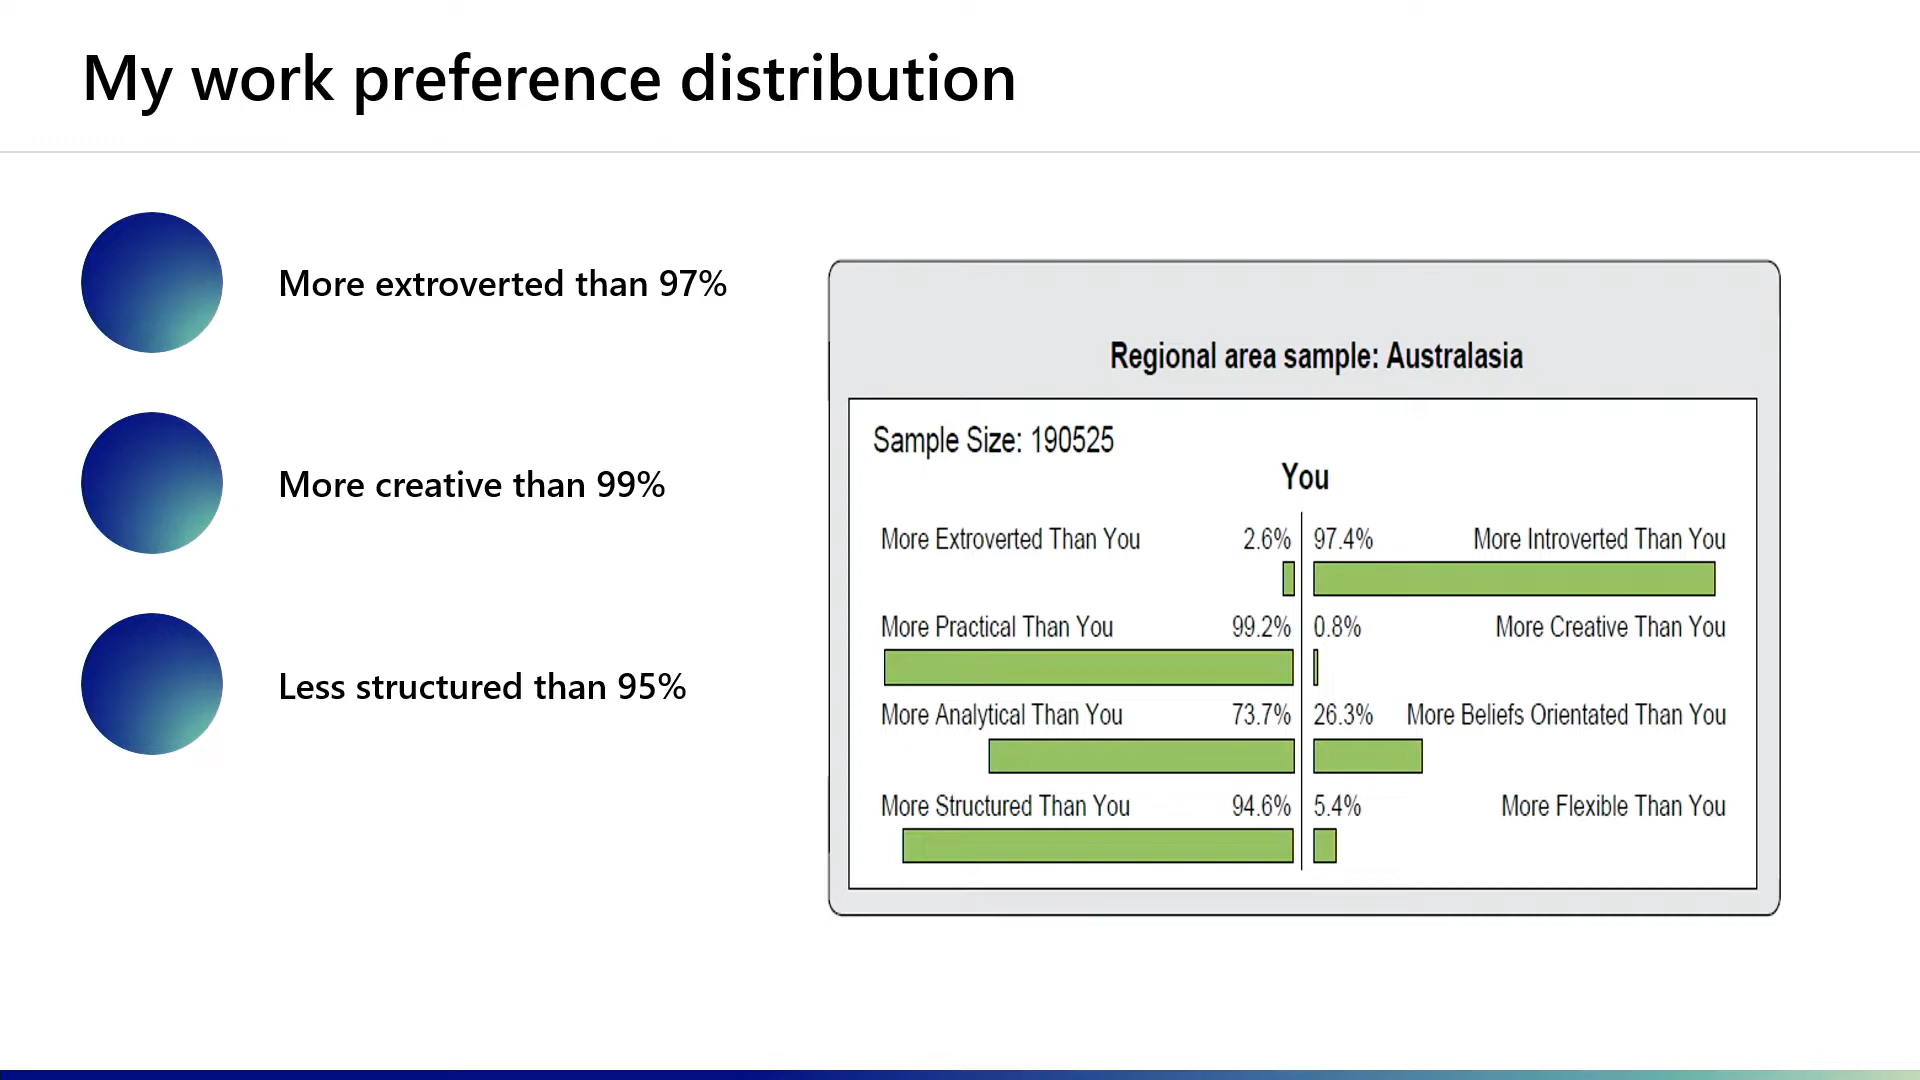 My work preference distribution
More extroverted than 97%
More creative than 99%
Less structured than 95%
Regional area sample: Australasia
Sample Size: 190525
You
More Extroverted Than You 2.6% 97.4% More Introverted Than You
More Practical Than You 99.2% 0.8% More Creative Than You
More Analytical Than You 73.7% 26.3% More Beliefs Orientated Than You
More Structured Than You 94.6% 5.4% More Flexible Than You